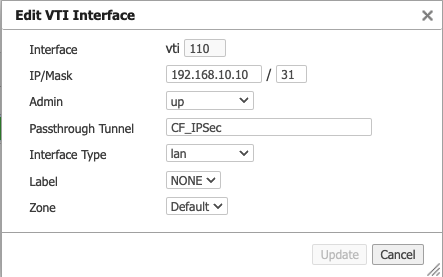 Edit VTI Interface
Interface vti 110
IP/Mask 192.168.10.10 / 31
Admin up
Passthrough Tunnel CF_IPSec
Interface Type lan
Label NONE
Zone Default
Update Cancel